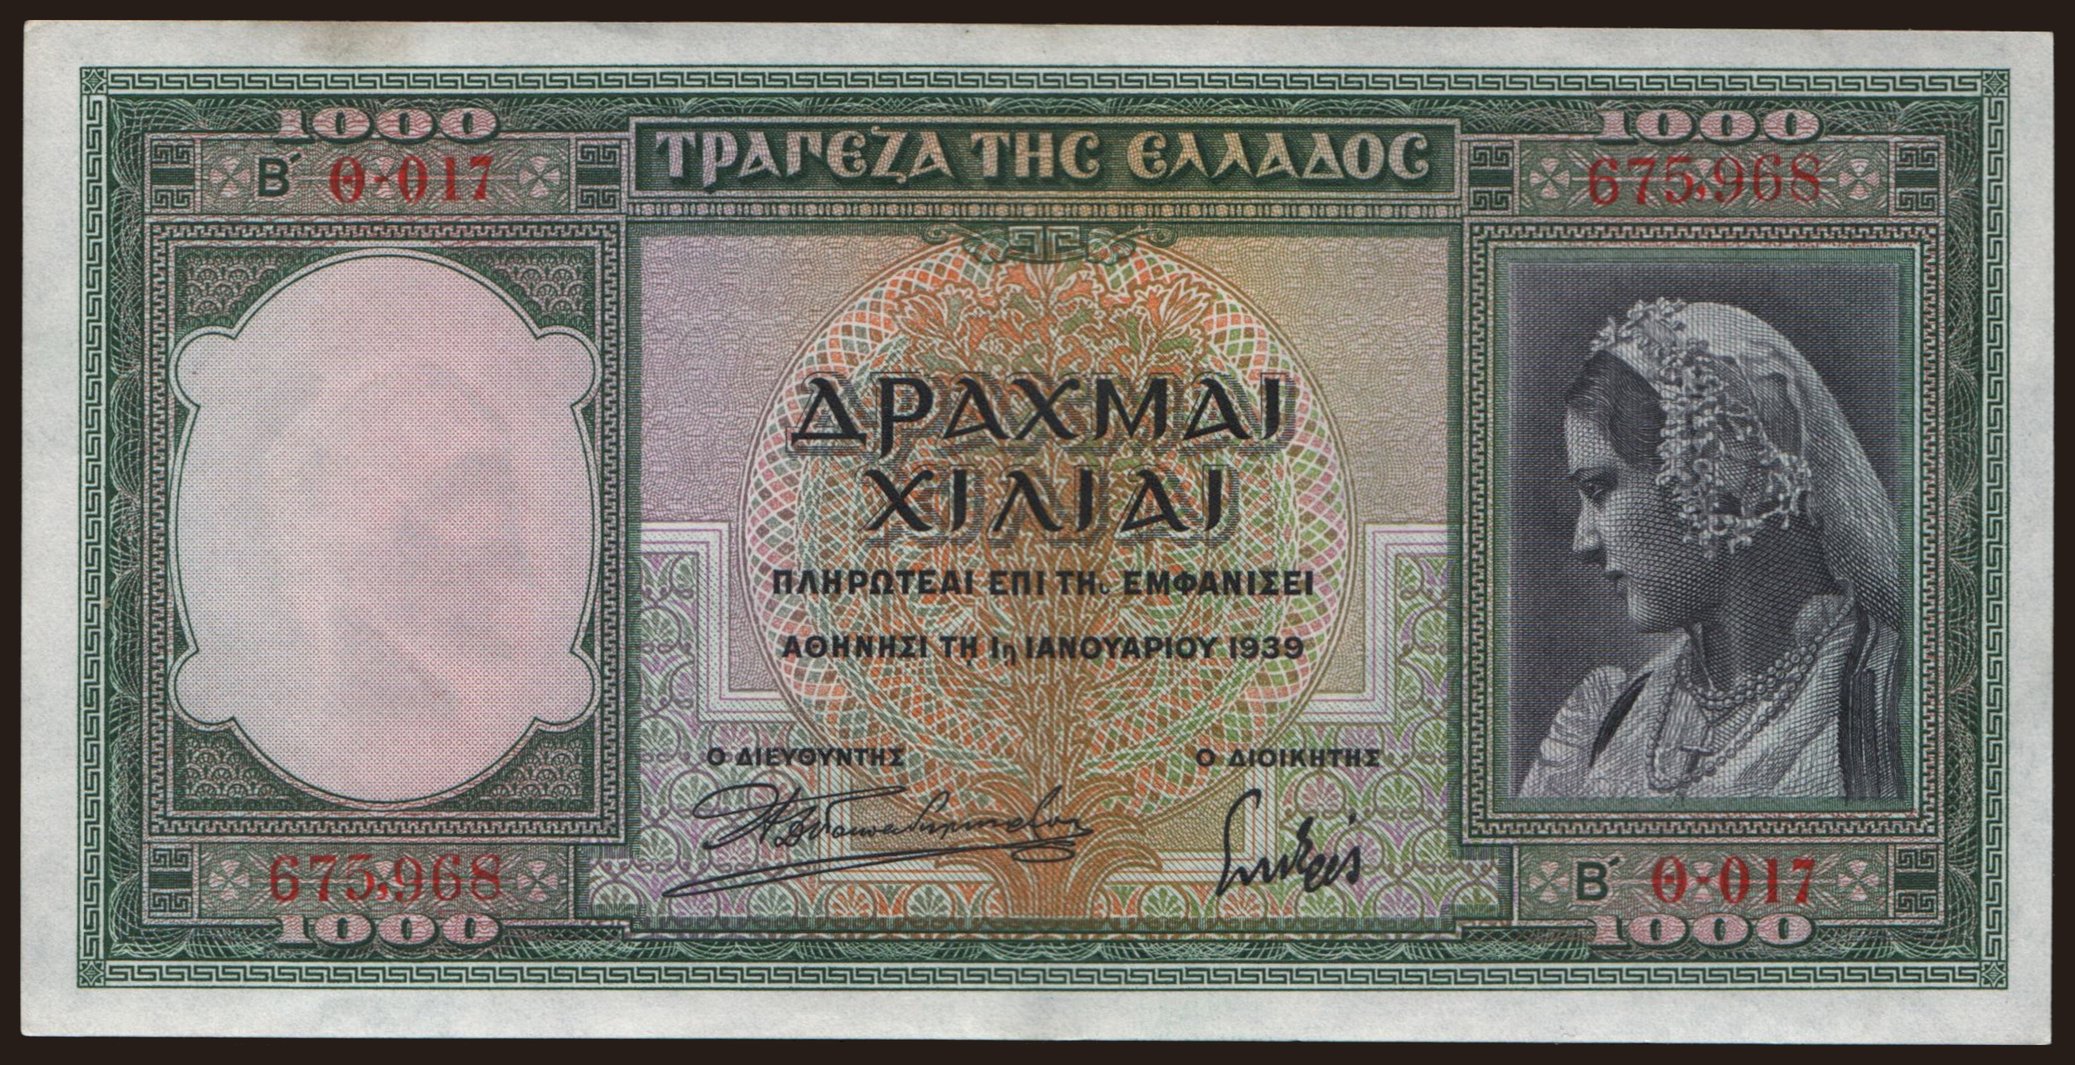 1000 1000
Β΄ Θ-017 ΤΡΑΠΕΖΑ ΤΗΣ ΕΛΛΑΔΟΣ 675,968
ΔΡΑΧΜΑΙ
ΧΙΛΙΑΙ
ΠΛΗΡΩΤΕΑΙ ΕΠΙ ΤΗι ΕΜΦΑΝΙΣΕΙ
ΑΘΗΝΗΣΙ ΤΗ 1η ΙΑΝΟΥΑΡΙΟΥ 1939
Ο ΔΙΕΥΘΥΝΤΗΣ Ο ΔΙΟΙΚΗΤΗΣ
675,968 Β΄ Θ-017
1000 1000